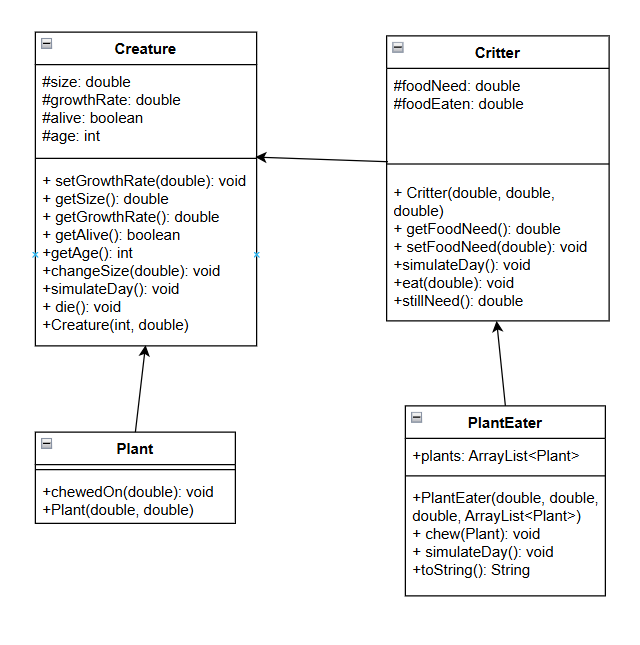 Creature
#size: double
#growthRate: double
#alive: boolean
#age: int
+ setGrowthRate(double): void
+ getSize(): double
+ getGrowthRate(): double
+ getAlive(): boolean
+getAge(): int
+changeSize(double): void
+simulateDay(): void
+ die(): void
+Creature(int, double)
Critter
#foodNeed: double
#foodEaten: double
+ Critter(double, double,
double)
+ getFoodNeed(): double
+ setFoodNeed(double): void
+simulateDay(): void
+eat(double): void
+stillNeed(): double
Plant
+chewedOn(double): void
+Plant(double, double)
PlantEater
+plants: ArrayList<Plant>
+PlantEater(double, double,
double, ArrayList<Plant>)
+ chew(Plant): void
+ simulateDay(): void
+toString(): String